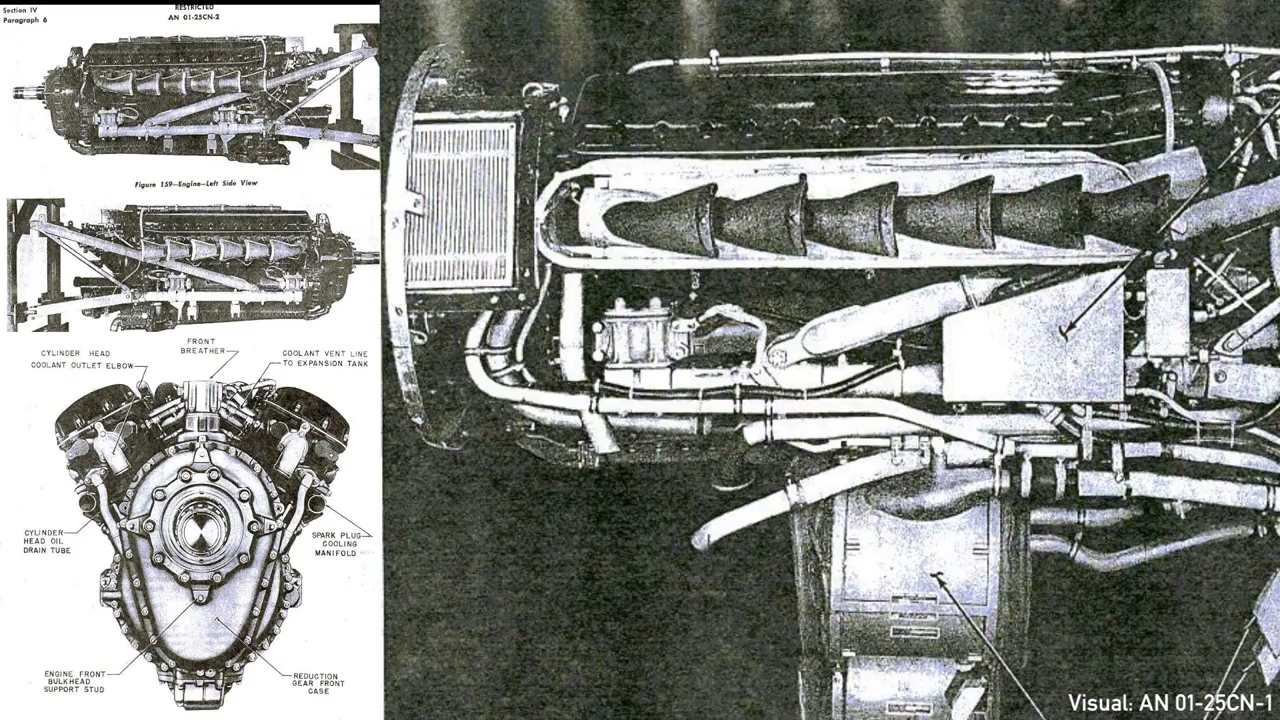 Section IV
Paragraph 6
RESTRICTED
AN 01-25CN-2
Figure 159—Engine—Left Side View
CYLINDER HEAD
COOLANT OUTLET ELBOW
FRONT
BREATHER
COOLANT VENT LINE
TO EXPANSION TANK
CYLINDER
HEAD OIL
DRAIN TUBE
SPARK PLUG
COOLING
MANIFOLD
ENGINE FRONT
BULKHEAD
SUPPORT STUD
REDUCTION
GEAR FRONT
CASE
Visual: AN 01-25CN-1